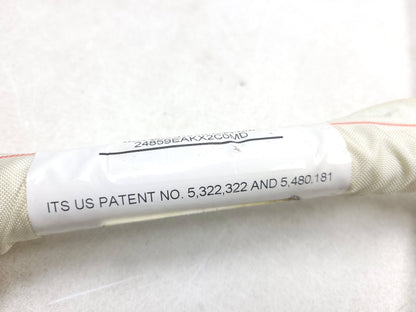 24859EAKX2C0MD
ITS US PATENT NO. 5,322,322 AND 5,480,181